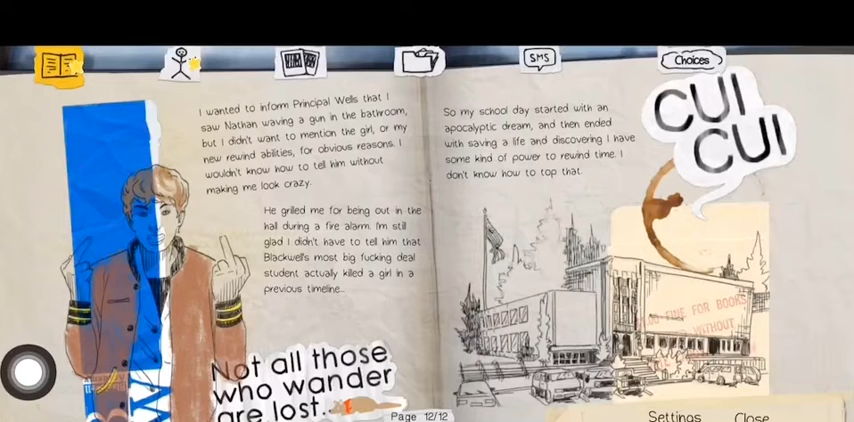 SMS
Choices
I wanted to inform Principal Wells that I
saw Nathan waving a gun in the bathroom,
but I didn't want to mention the girl, or my
new rewind abilities, for obvious reasons. I
wouldn't know how to tell him without
making me look crazy.
He grilled me for being out in the
hall during a fire alarm. I'm still
glad I didn't have to tell him that
Blackwell's most big fucking deal
student actually killed a girl in a
previous timeline...
Not all those
who wander
are lost...
Page 12/12
So my school day started with an
apocalyptic dream, and then ended
with saving a life and discovering I have
some kind of power to rewind time. I
don't know how to top that.
CUI
CUI
FINE FOR BOOKS
WITHOUT
Settings
Close